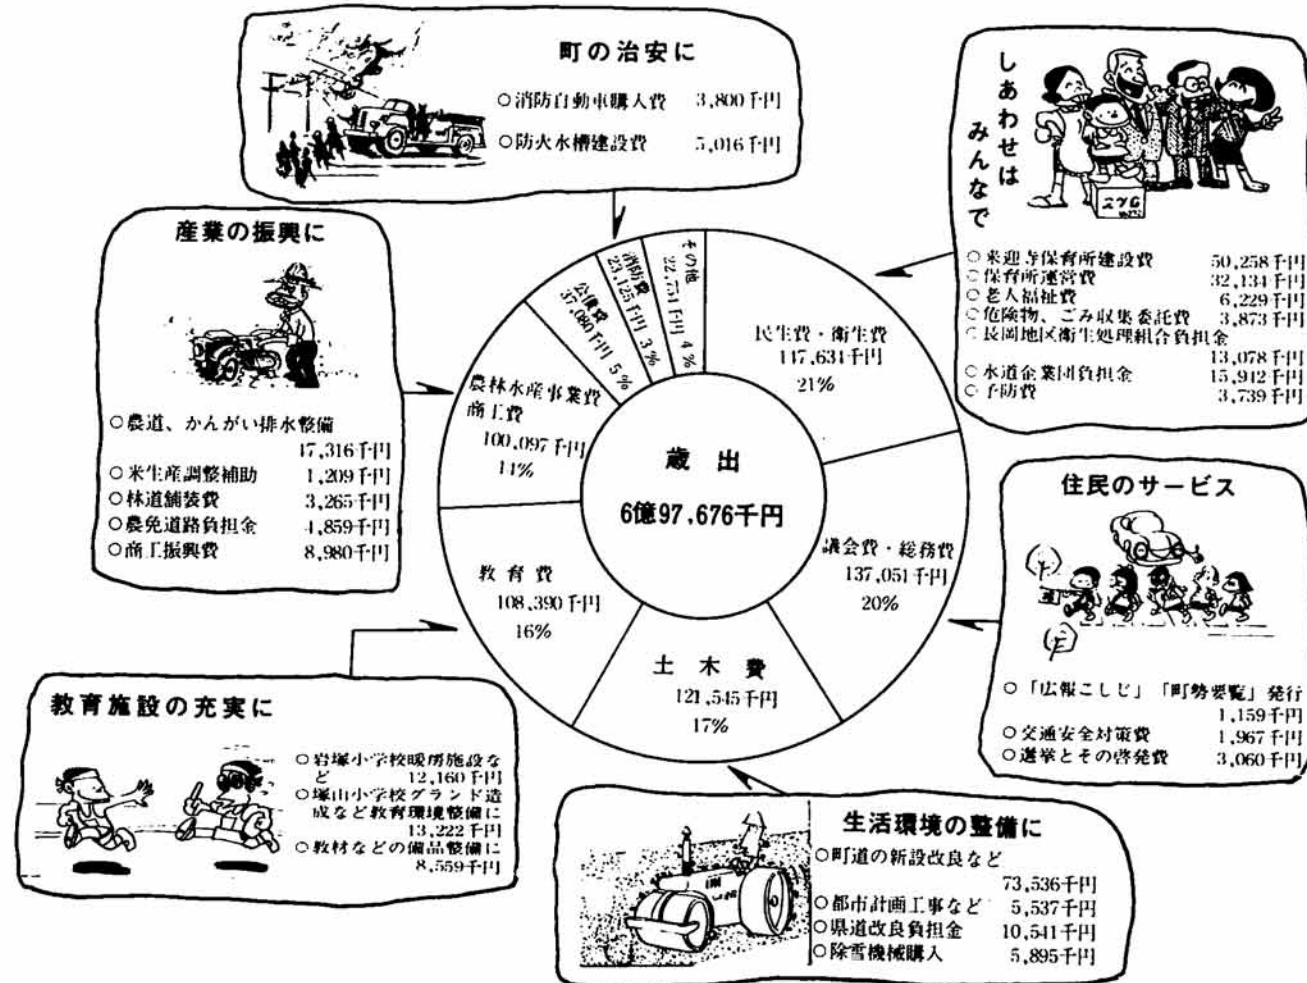 町の治安に
○消防自動車購入費 3,800千円
○防火水槽建設費 5,016千円
しあわせは
みんなで
○来迎寺保育所建設費 50,258千円
○保育所運営費 32,134千円
○老人福祉費 6,229千円
○危険物、ごみ収集委託費 3,873千円
○長岡地区衛生処理組合負担金
13,078千円
○水道企業団負担金 15,942千円
○予防費 3,739千円
産業の振興に
○農道、かんがい排水整備
47,316千円
○米生産調整補助 1,209千円
○林道舗装費 3,265千円
○農免道路負担金 4,859千円
○商工振興費 8,980千円
その他
22,751千円 4%
消防費
23,125千円 3%
公債費
37,080千円 5%
民生費・衛生費
147,634千円
21%
農林水産事業費
商工費
100,097千円
14%
歳出
6億97,676千円
議会費・総務費
137,051千円
20%
教育費
108,390千円
16%
土木費
121,545千円
17%
住民のサービス
○「広報こしじ」「町勢要覧」発行
1,159千円
○交通安全対策費 1,967千円
○選挙とその啓発費 3,060千円
教育施設の充実に
○岩塚小学校暖房施設な
ど 12,160千円
○塚山小学校グランド造
成など教育環境整備に
13,222千円
○教材などの備品整備に
8,559千円
生活環境の整備に
○町道の新設改良など
73,536千円
○都市計画工事など 5,537千円
○県道改良負担金 10,541千円
○除雪機械購入 5,895千円